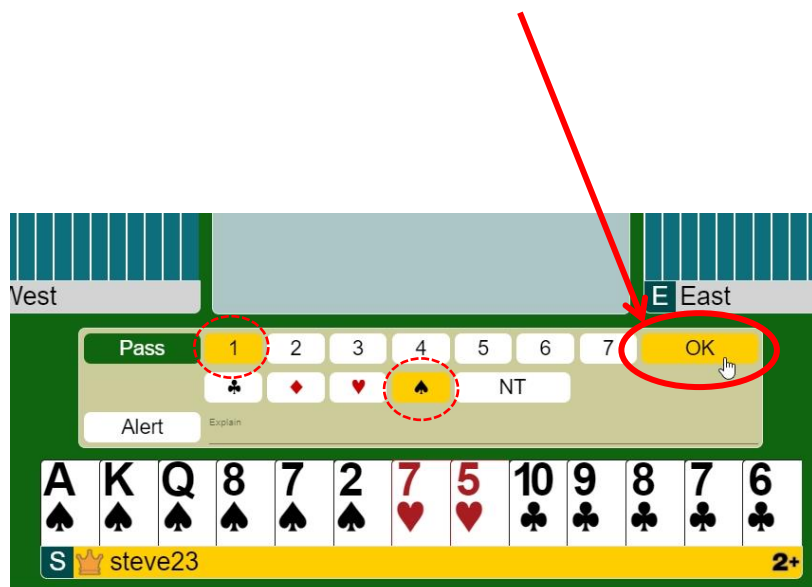 West
E East
Pass 1 2 3 4 5 6 7 OK
♣ ♦ ♥ ♠ NT
Alert Explain
A K Q 8 7 2 7 5 10 9 8 7 6
♠ ♠ ♠ ♠ ♠ ♠ ♥ ♥ ♣ ♣ ♣ ♣ ♣
S steve23 2+